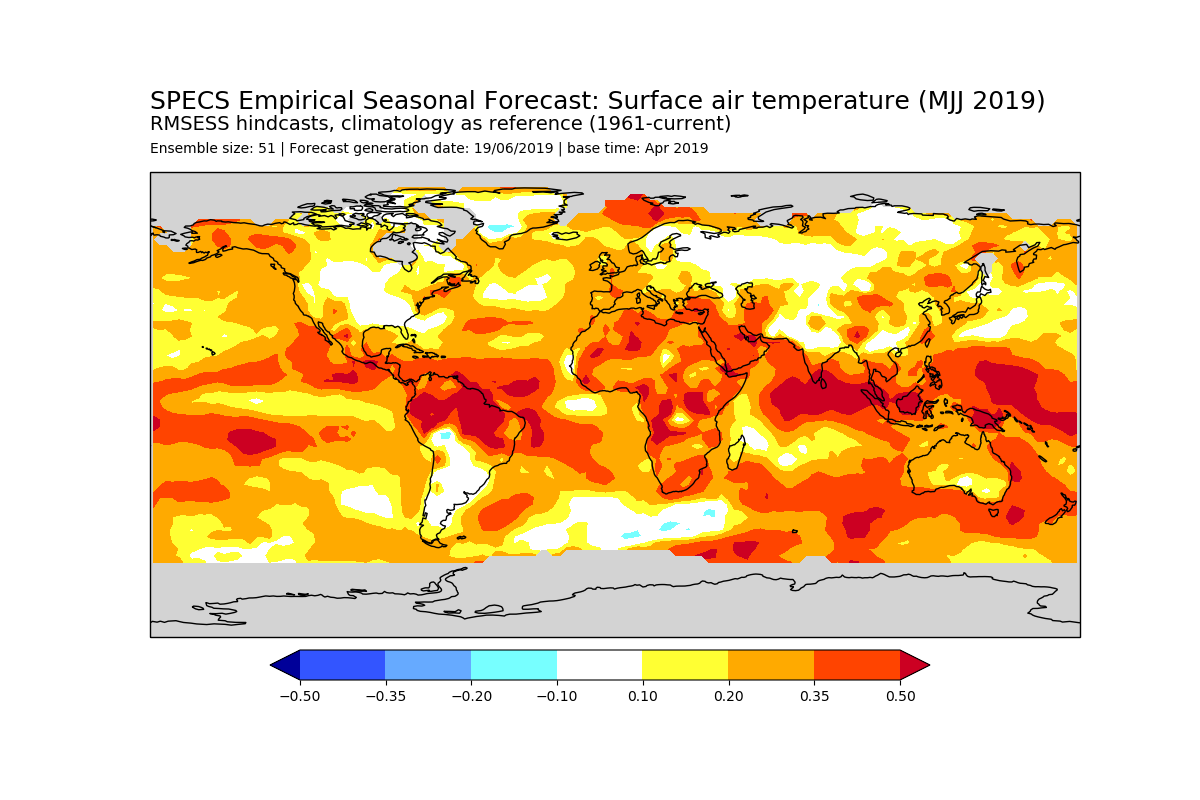 SPECS Empirical Seasonal Forecast: Surface air temperature (MJJ 2019)
RMSESS hindcasts, climatology as reference (1961-current)
Ensemble size: 51 | Forecast generation date: 19/06/2019 | base time: Apr 2019
−0.50 −0.35 −0.20 −0.10 0.10 0.20 0.35 0.50